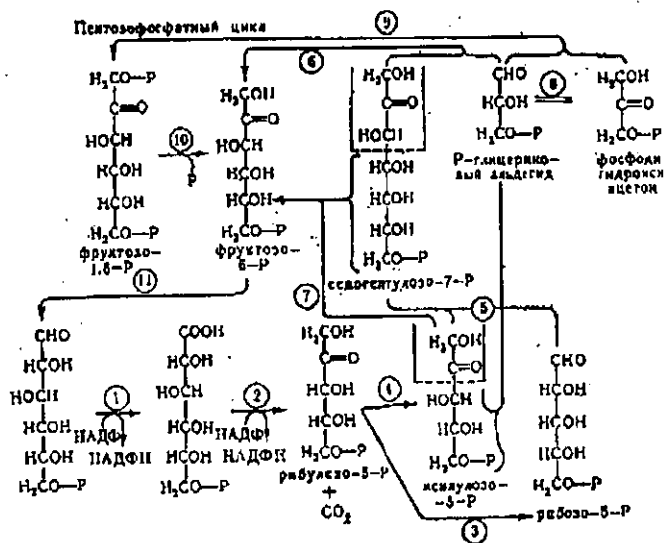 Пентозофосфатный цикл
9
6
H₂CO—P
C=O
HOCH
HCOH
HCOH
H₂CO—P
фруктозо—
1,6—P
10
P
H₂COH
C=O
HCOH
HCOH
HCOH
H₂CO—P
фруктозо—
6—P
H₂COH
C=O
HOCH
HCOH
HCOH
HCOH
H₂CO—P
седогептулозо—7—P
CHO
HCOH
H₂CO—P
P-глицерино-
вый альдегид
8
H₂COH
C=O
H₂CO—P
фосфоди
гидрокси
ацетон
11
7
5
CHO
HCOH
HOCH
HCOH
HCOH
H₂CO—P
1
НАДФ
НАДФН
COOH
HCOH
HOCH
HCOH
HCOH
H₂CO—P
2
НАДФ
НАДФН
H₂COH
C=O
HCOH
HCOH
H₂CO—P
рибулезо—5—P
+
CO₂
4
H₂COH
C=O
HOCH
HCOH
H₂CO—P
ксилулозо—
—5—P
CHO
HCOH
HCOH
HCOH
HCOH
H₂CO—P
рибозо—5—P
3